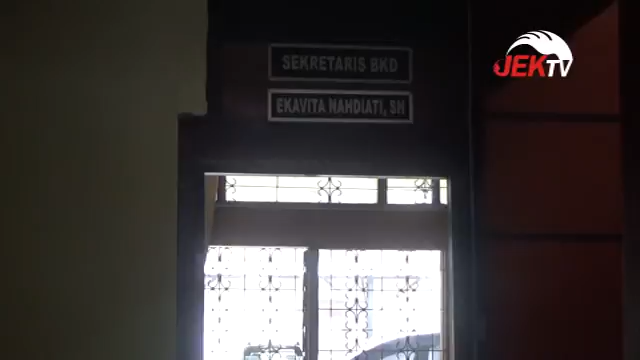 SEKRETARIS BKD
EKAVITA NAHDIATI, SH
JEKTV